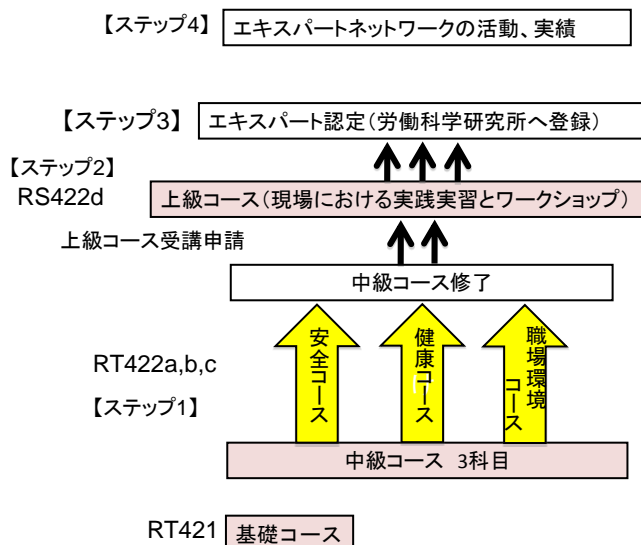 【ステップ4】 エキスパートネットワークの活動、実績
【ステップ3】 エキスパート認定(労働科学研究所へ登録)
【ステップ2】
RS422d 上級コース(現場における実践実習とワークショップ)
上級コース受講申請
中級コース修了
安全コース
健康コース
職場環境
コース
RT422a,b,c
【ステップ1】
中級コース 3科目
RT421 基礎コース